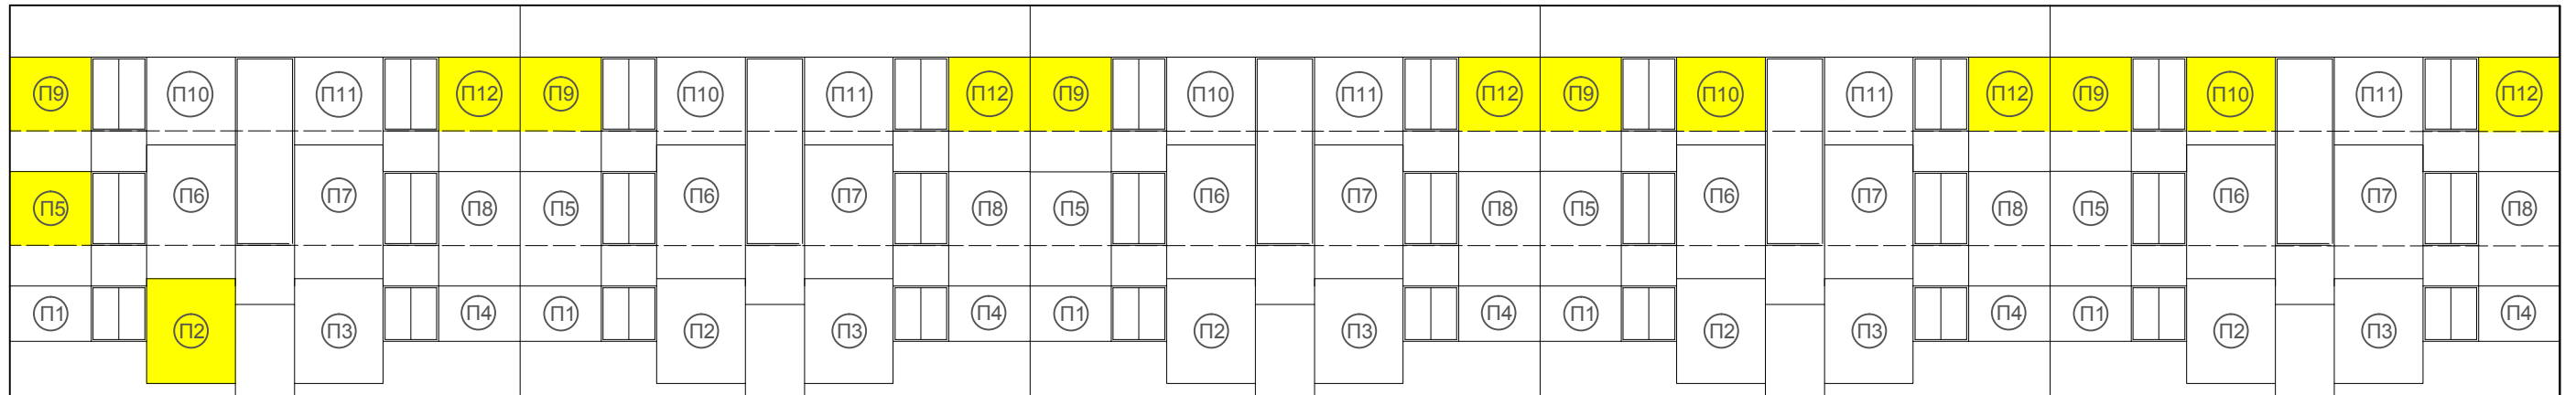 П9 П10 П11 П12 П9 П10 П11 П12 П9 П10 П11 П12 П9 П10 П11 П12 П9 П10 П11 П12
П5 П6 П7 П8 П5 П6 П7 П8 П5 П6 П7 П8 П5 П6 П7 П8 П5 П6 П7 П8
П1 П2 П3 П4 П1 П2 П3 П4 П1 П2 П3 П4 П1 П2 П3 П4 П1 П2 П3 П4